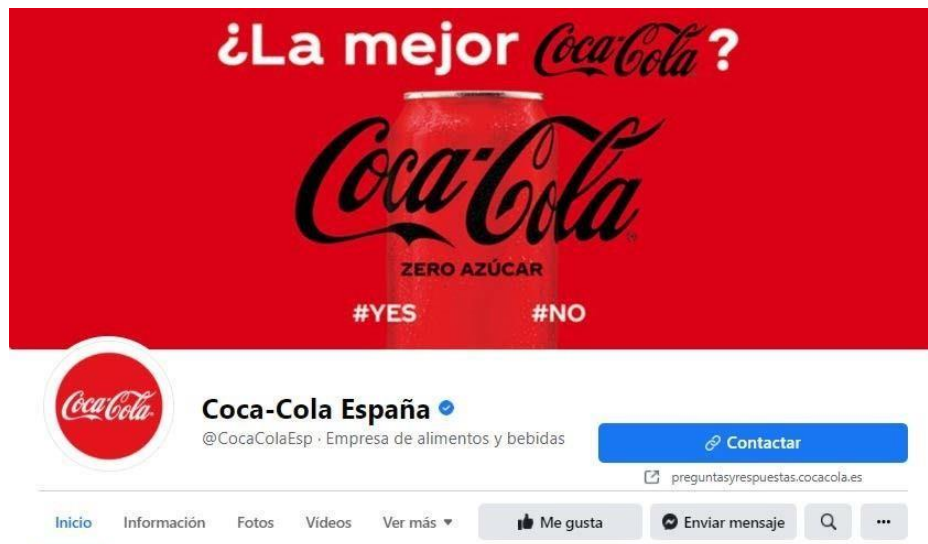 ¿La mejor Coca-Cola?
Coca-Cola
ZERO AZÚCAR
#YES #NO
Coca-Cola
Coca-Cola España
@CocaColaEsp · Empresa de alimentos y bebidas
Contactar
preguntasyrespuestas.cocacola.es
Inicio Información Fotos Vídeos Ver más Me gusta Enviar mensaje